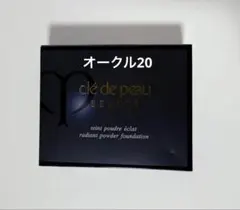 オークル20
clé de peau
BEAUTÉ
teint poudre éclat
radiant powder foundation